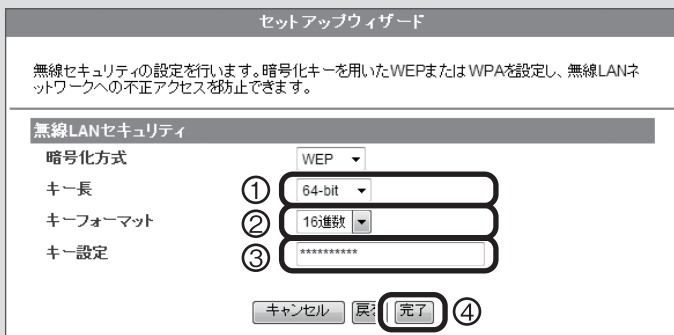 セットアップウィザード
無線セキュリティの設定を行います。暗号化キーを用いたWEPまたはWPAを設定し、無線LANネ
ットワークへの不正アクセスを防止できます。
無線LANセキュリティ
暗号化方式 WEP
キー長 ① 64-bit
キーフォーマット ② 16進数
キー設定 ③ **********
キャンセル 戻る 完了 ④